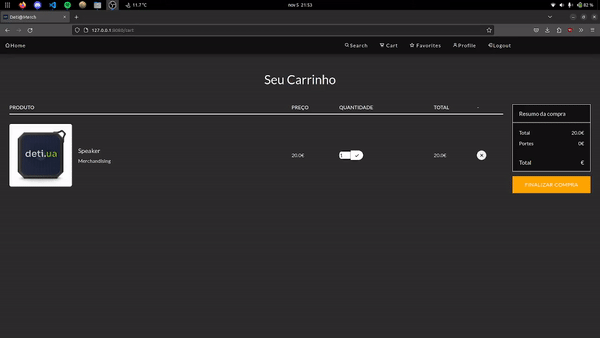 nov 5 21:53
11.7 °C
82 %
Deti@Merch
127.0.0.1:8080/cart
Home
Search
Cart
Favorites
Profile
Logout
Seu Carrinho
PRODUTO
PREÇO
QUANTIDADE
TOTAL
-
deti.ua
Speaker
Merchandising
20.0€
1
20.0€
Resumo da compra
Total 20.0€
Portes 0€
Total €
FINALIZAR COMPRA